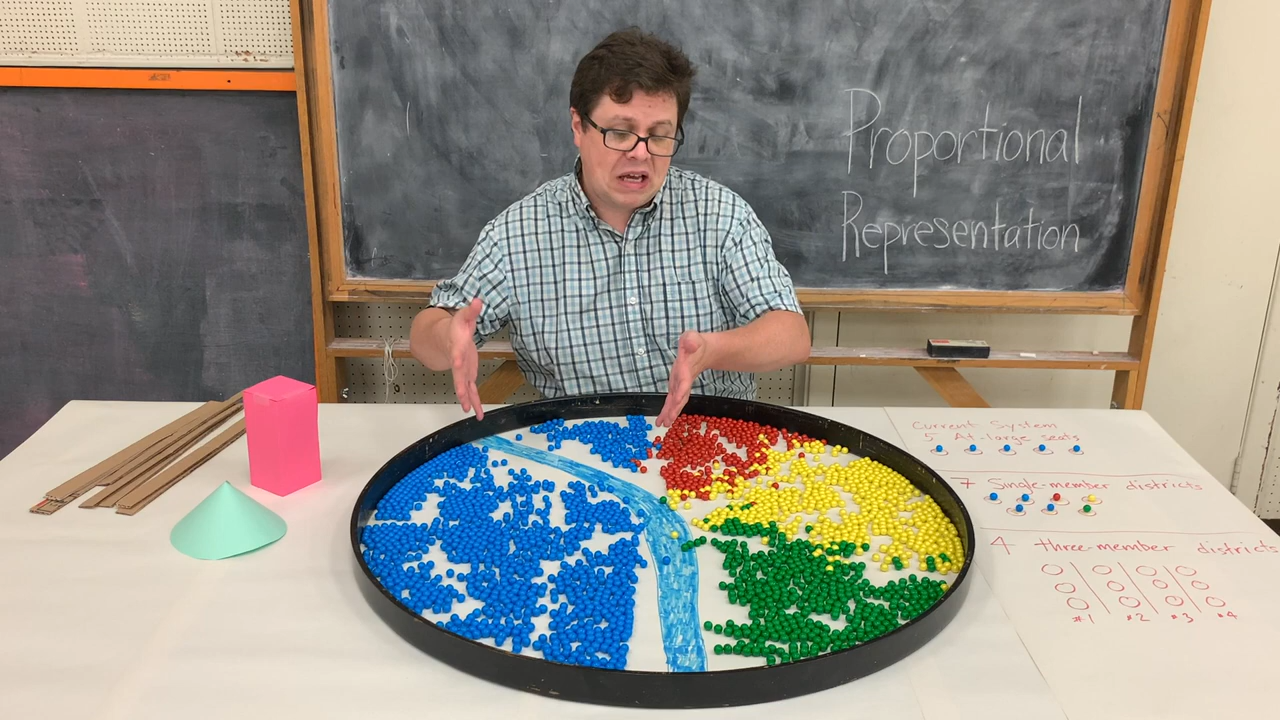 Proportional
Representation
Current System
5 At-large seats
7 Single-member districts
4 three-member districts
#1 #2 #3 #4